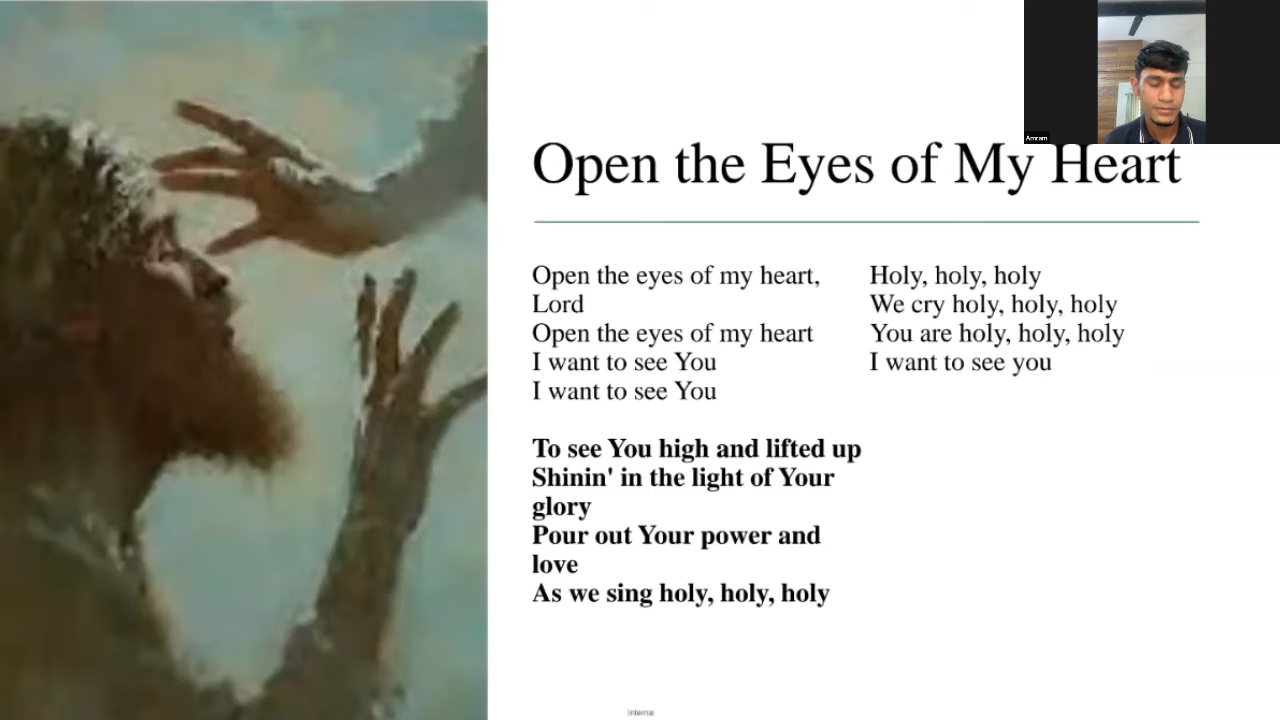 Amram
Open the Eyes of My Heart
Open the eyes of my heart,
Lord
Open the eyes of my heart
I want to see You
I want to see You
To see You high and lifted up
Shinin' in the light of Your
glory
Pour out Your power and
love
As we sing holy, holy, holy
Holy, holy, holy
We cry holy, holy, holy
You are holy, holy, holy
I want to see you
Internal